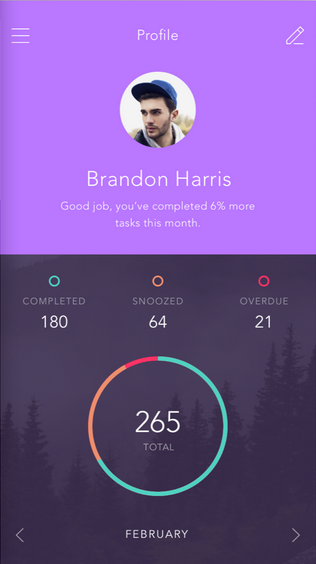 Profile
Brandon Harris
Good job, you've completed 6% more
tasks this month.
COMPLETED
180
SNOOZED
64
OVERDUE
21
265
TOTAL
FEBRUARY